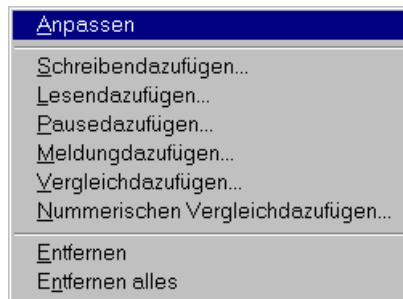 Anpassen
Schreibendazufügen...
Lesendazufügen...
Pausedazufügen...
Meldungdazufügen...
Vergleichdazufügen...
Nummerischen Vergleichdazufügen...
Entfernen
Entfernen alles